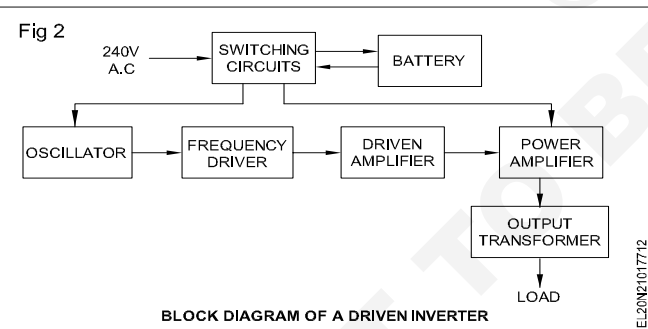 Fig 2
240V
A.C
SWITCHING
CIRCUITS
BATTERY
OSCILLATOR
FREQUENCY
DRIVER
DRIVEN
AMPLIFIER
POWER
AMPLIFIER
OUTPUT
TRANSFORMER
LOAD
BLOCK DIAGRAM OF A DRIVEN INVERTER
EL20N21017712